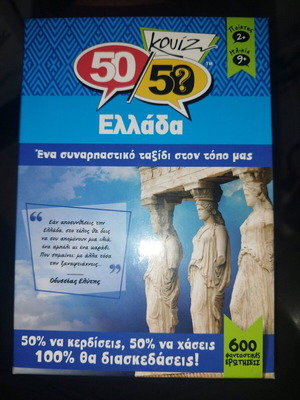 κουίζ
50
50
TM
Παίκτες
2+
Ηλικία
9+
Ελλάδα
Ένα συναρπαστικό ταξίδι στον τόπο μας
“
Εάν αποσυνθέσεις την
Ελλάδα, στο τέλος θα δεις
να σου απομένουν μια ελιά,
ένα αμπέλι κι ένα καράβι.
Που σημαίνει με άλλα τόσα
την ξαναφτιάχνεις.
”
Οδυσσέας Ελύτης
50% να κερδίσεις, 50% να χάσεις
100% θα διασκεδάσεις!
600
φανταστικές
ΕΡΩΤΗΣΕΙΣ